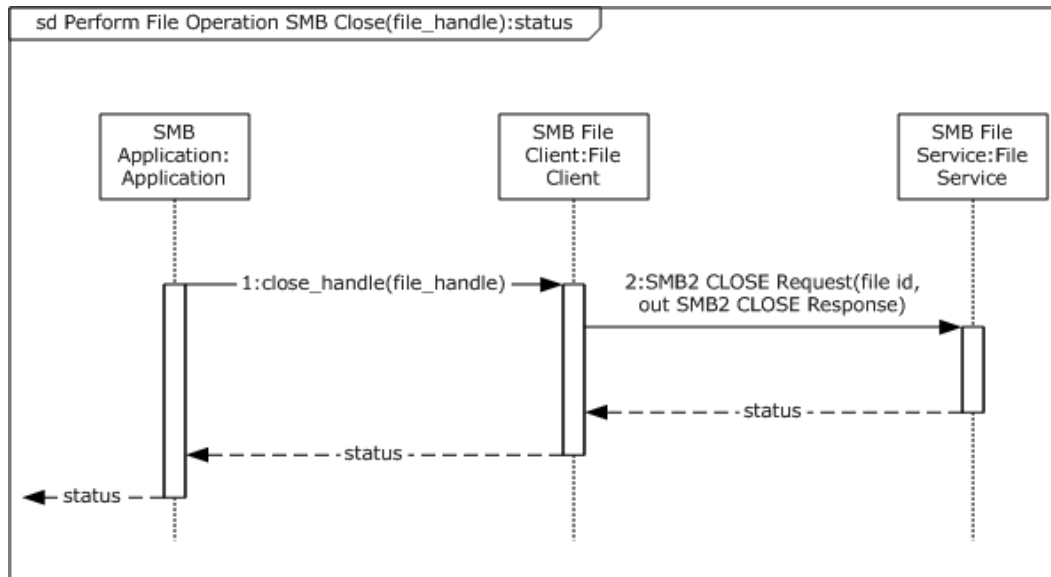 sd Perform File Operation SMB Close(file_handle):status
SMB
Application:
Application
SMB File
Client:File
Client
SMB File
Service:File
Service
1:close_handle(file_handle)
2:SMB2 CLOSE Request(file id,
out SMB2 CLOSE Response)
status
status
status